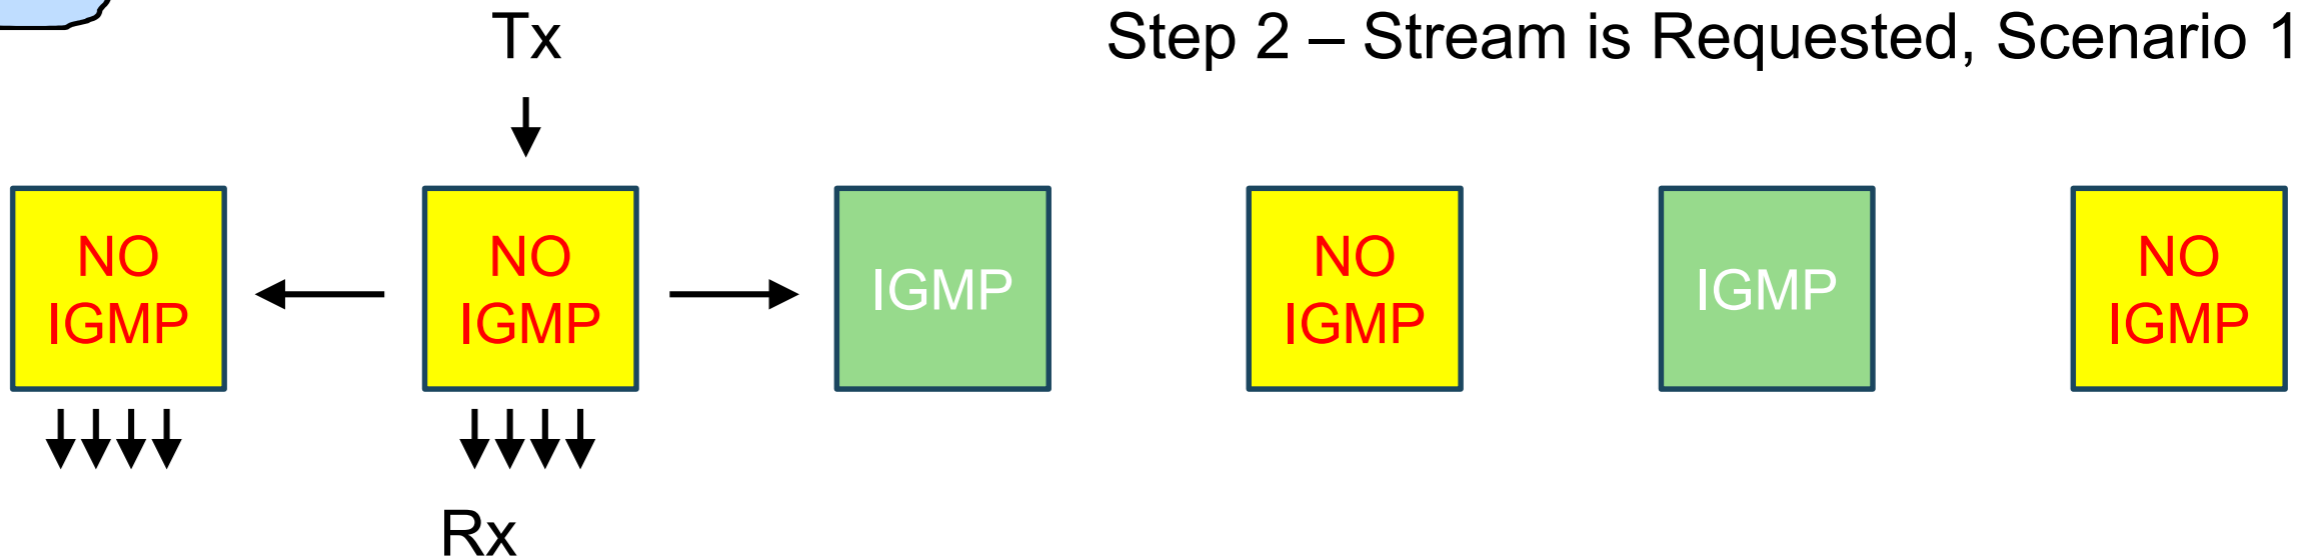 Tx
Step 2 – Stream is Requested, Scenario 1
NO
IGMP
NO
IGMP
IGMP
NO
IGMP
IGMP
NO
IGMP
Rx